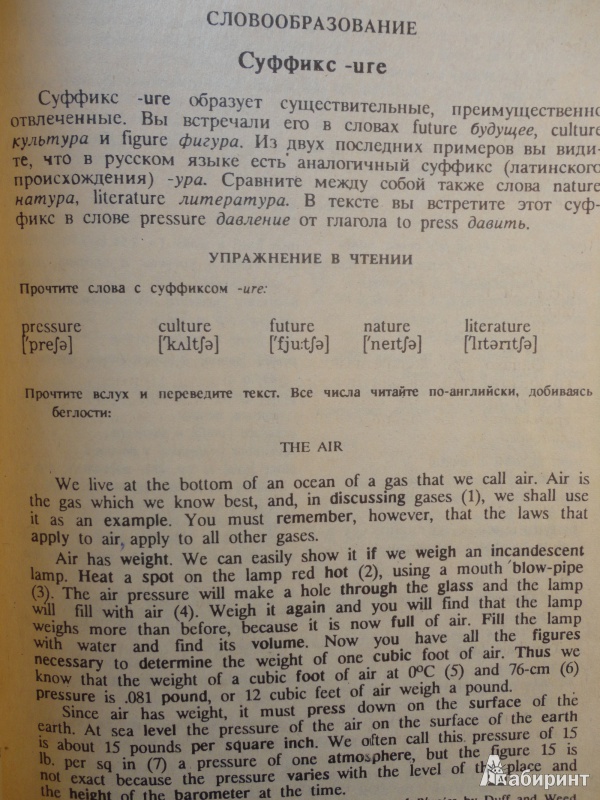 СЛОВООБРАЗОВАНИЕ
Суффикс -ure
Суффикс -ure образует существительные, преимущественно
отвлеченные. Вы встречали его в словах future будущее, culture
культура и figure фигура. Из двух последних примеров вы види-
те, что в русском языке есть аналогичный суффикс (латинского
происхождения) -ура. Сравните между собой также слова nature
натура, literature литература. В тексте вы встретите этот суф-
фикс в слове pressure давление от глагола to press давить.
УПРАЖНЕНИЕ В ЧТЕНИИ
Прочтите слова с суффиксом -ure:
pressure culture future nature literature
['preʃə] ['kʌltʃə] ['fju:tʃə] ['neɪtʃə] ['lɪtərɪtʃə]
Прочтите вслух и переведите текст. Все числа читайте по-английски, добиваясь
беглости:
THE AIR
We live at the bottom of an ocean of a gas that we call air. Air is
the gas which we know best, and, in discussing gases (1), we shall use
it as an example. You must remember, however, that the laws that
apply to air, apply to all other gases.
Air has weight. We can easily show it if we weigh an incandescent
lamp. Heat a spot on the lamp red hot (2), using a mouth blow-pipe
(3). The air pressure will make a hole through the glass and the lamp
will fill with air (4). Weigh it again and you will find that the lamp
weighs more than before, because it is now full of air. Fill the lamp
with water and find its volume. Now you have all the figures
necessary to determine the weight of one cubic foot of air. Thus we
know that the weight of a cubic foot of air at 0°C (5) and 76-cm (6)
pressure is .081 pound, or 12 cubic feet of air weigh a pound.
Since air has weight, it must press down on the surface of the
earth. At sea level the pressure of the air on the surface of the earth
is about 15 pounds per square inch. We often call this pressure of 15
lb. per sq in (7) a pressure of one atmosphere, but the figure 15 is
not exact because the pressure varies with the level of the place and
the height of the barometer at the time.
by Duff and Weed
Лабиринт